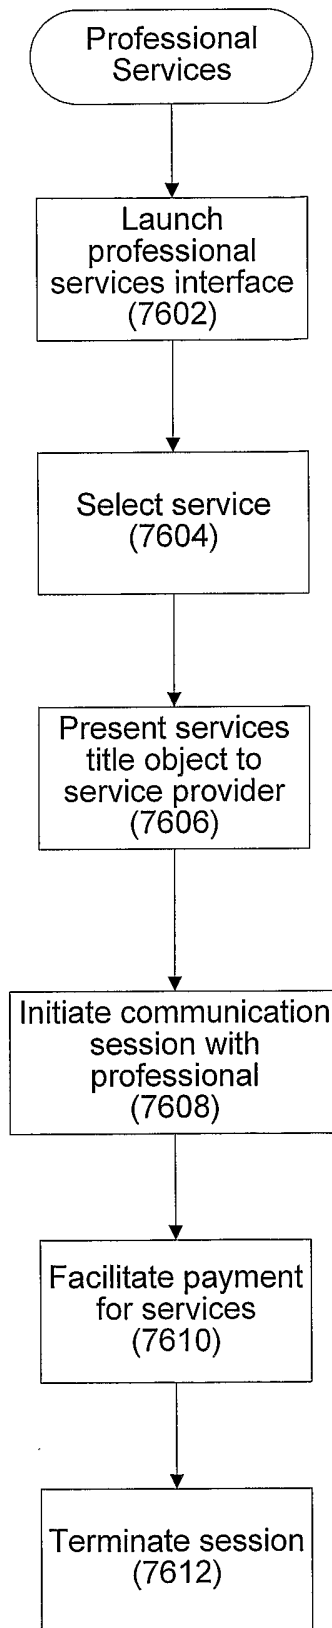 Professional
Services
Launch
professional
services interface
(7602)
Select service
(7604)
Present services
title object to
service provider
(7606)
Initiate communication
session with
professional
(7608)
Facilitate payment
for services
(7610)
Terminate session
(7612)